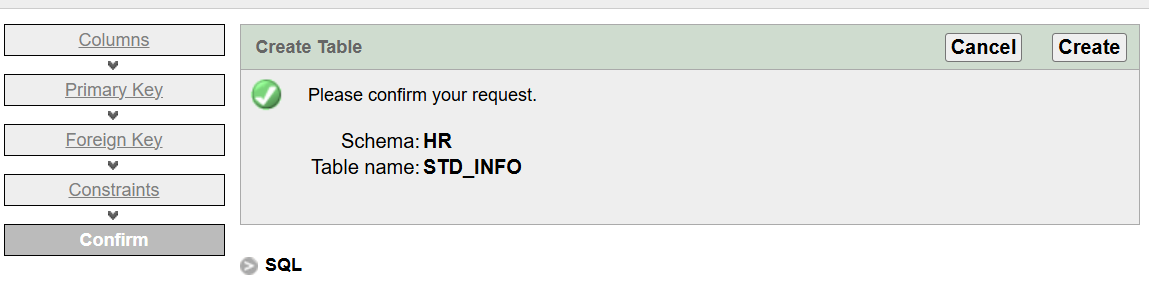 Columns
Primary Key
Foreign Key
Constraints
Confirm
Create Table
Cancel
Create
Please confirm your request.
Schema: HR
Table name: STD_INFO
SQL